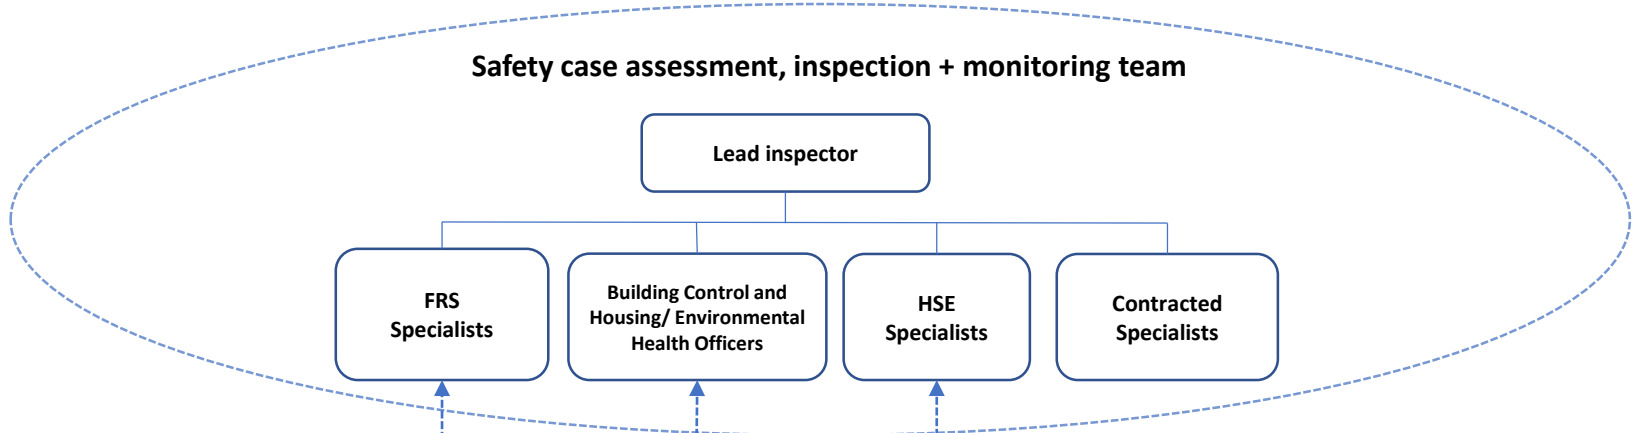 Safety case assessment, inspection + monitoring team
Lead inspector
FRS
Specialists
Building Control and
Housing/ Environmental
Health Officers
HSE
Specialists
Contracted
Specialists